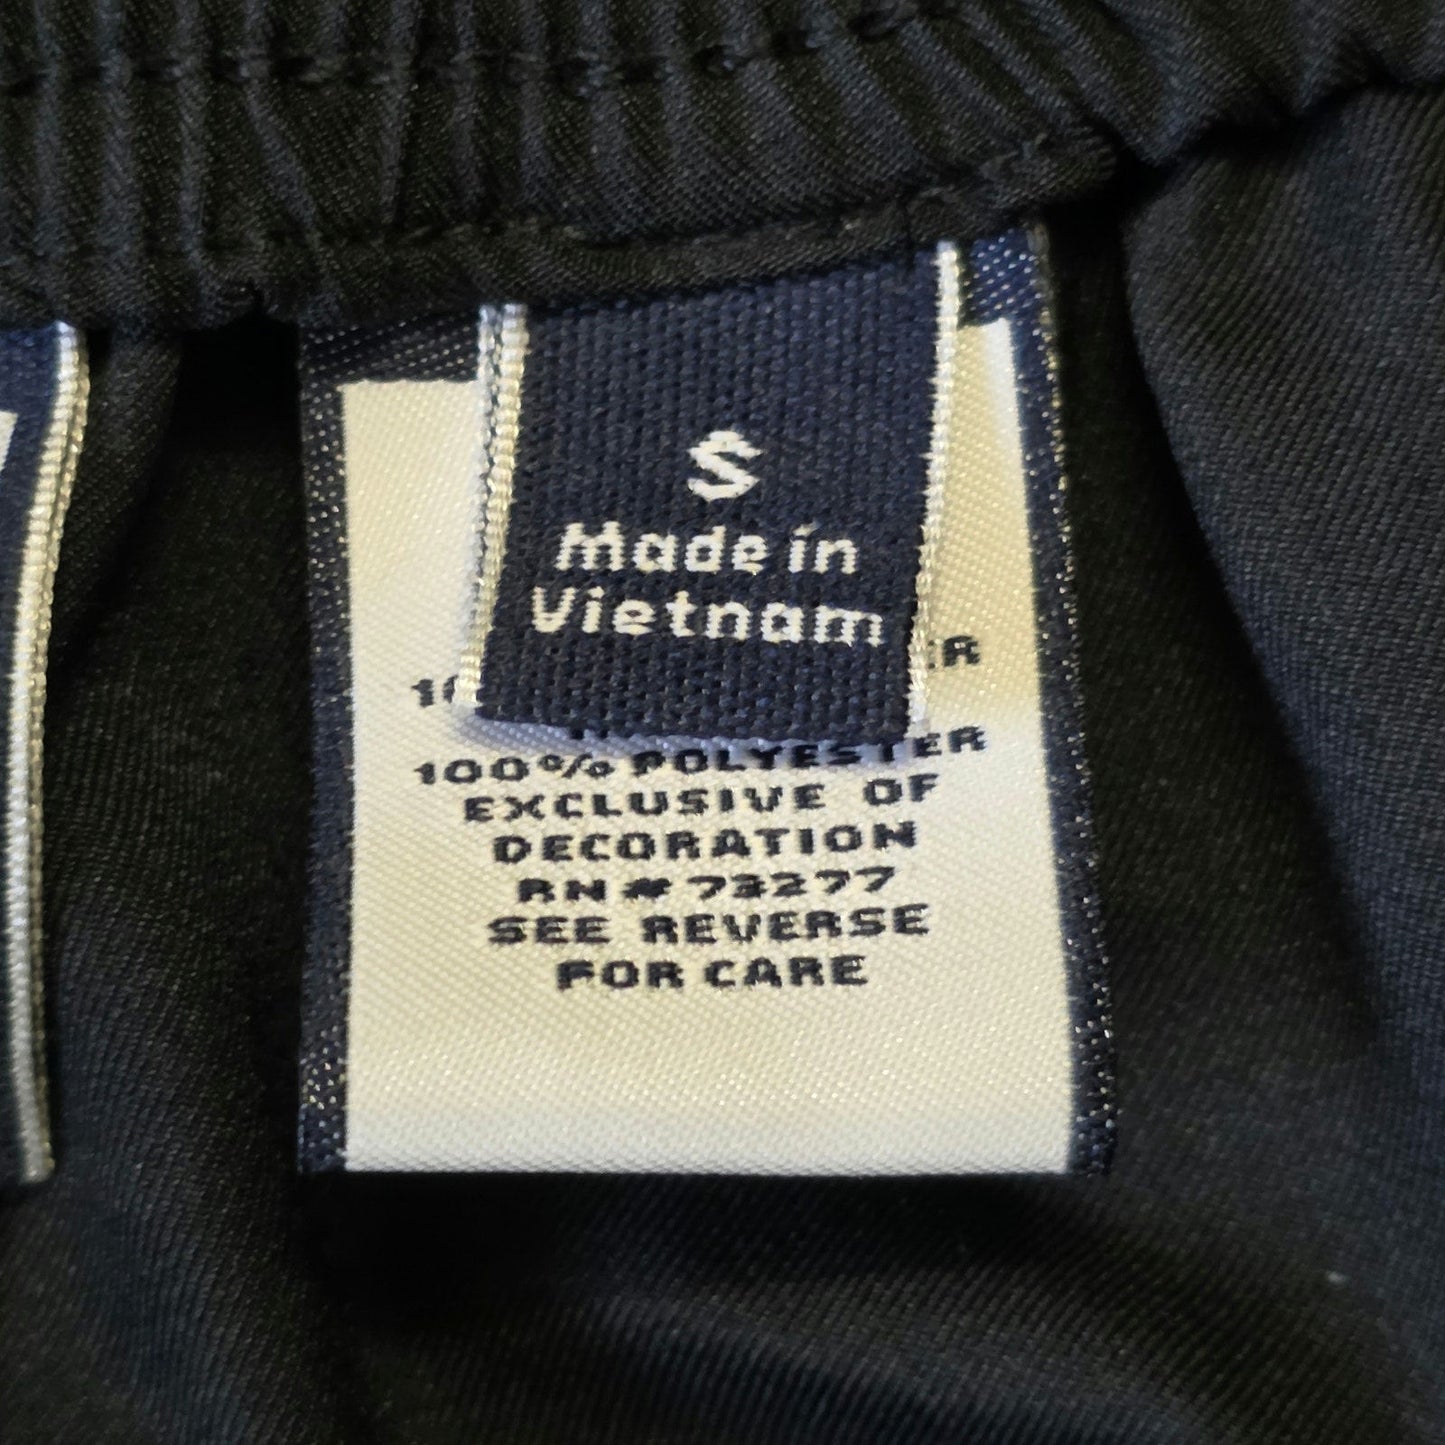 S
Made in
Vietnam
100% POLYESTER
EXCLUSIVE OF
DECORATION
RN# 73277
SEE REVERSE
FOR CARE